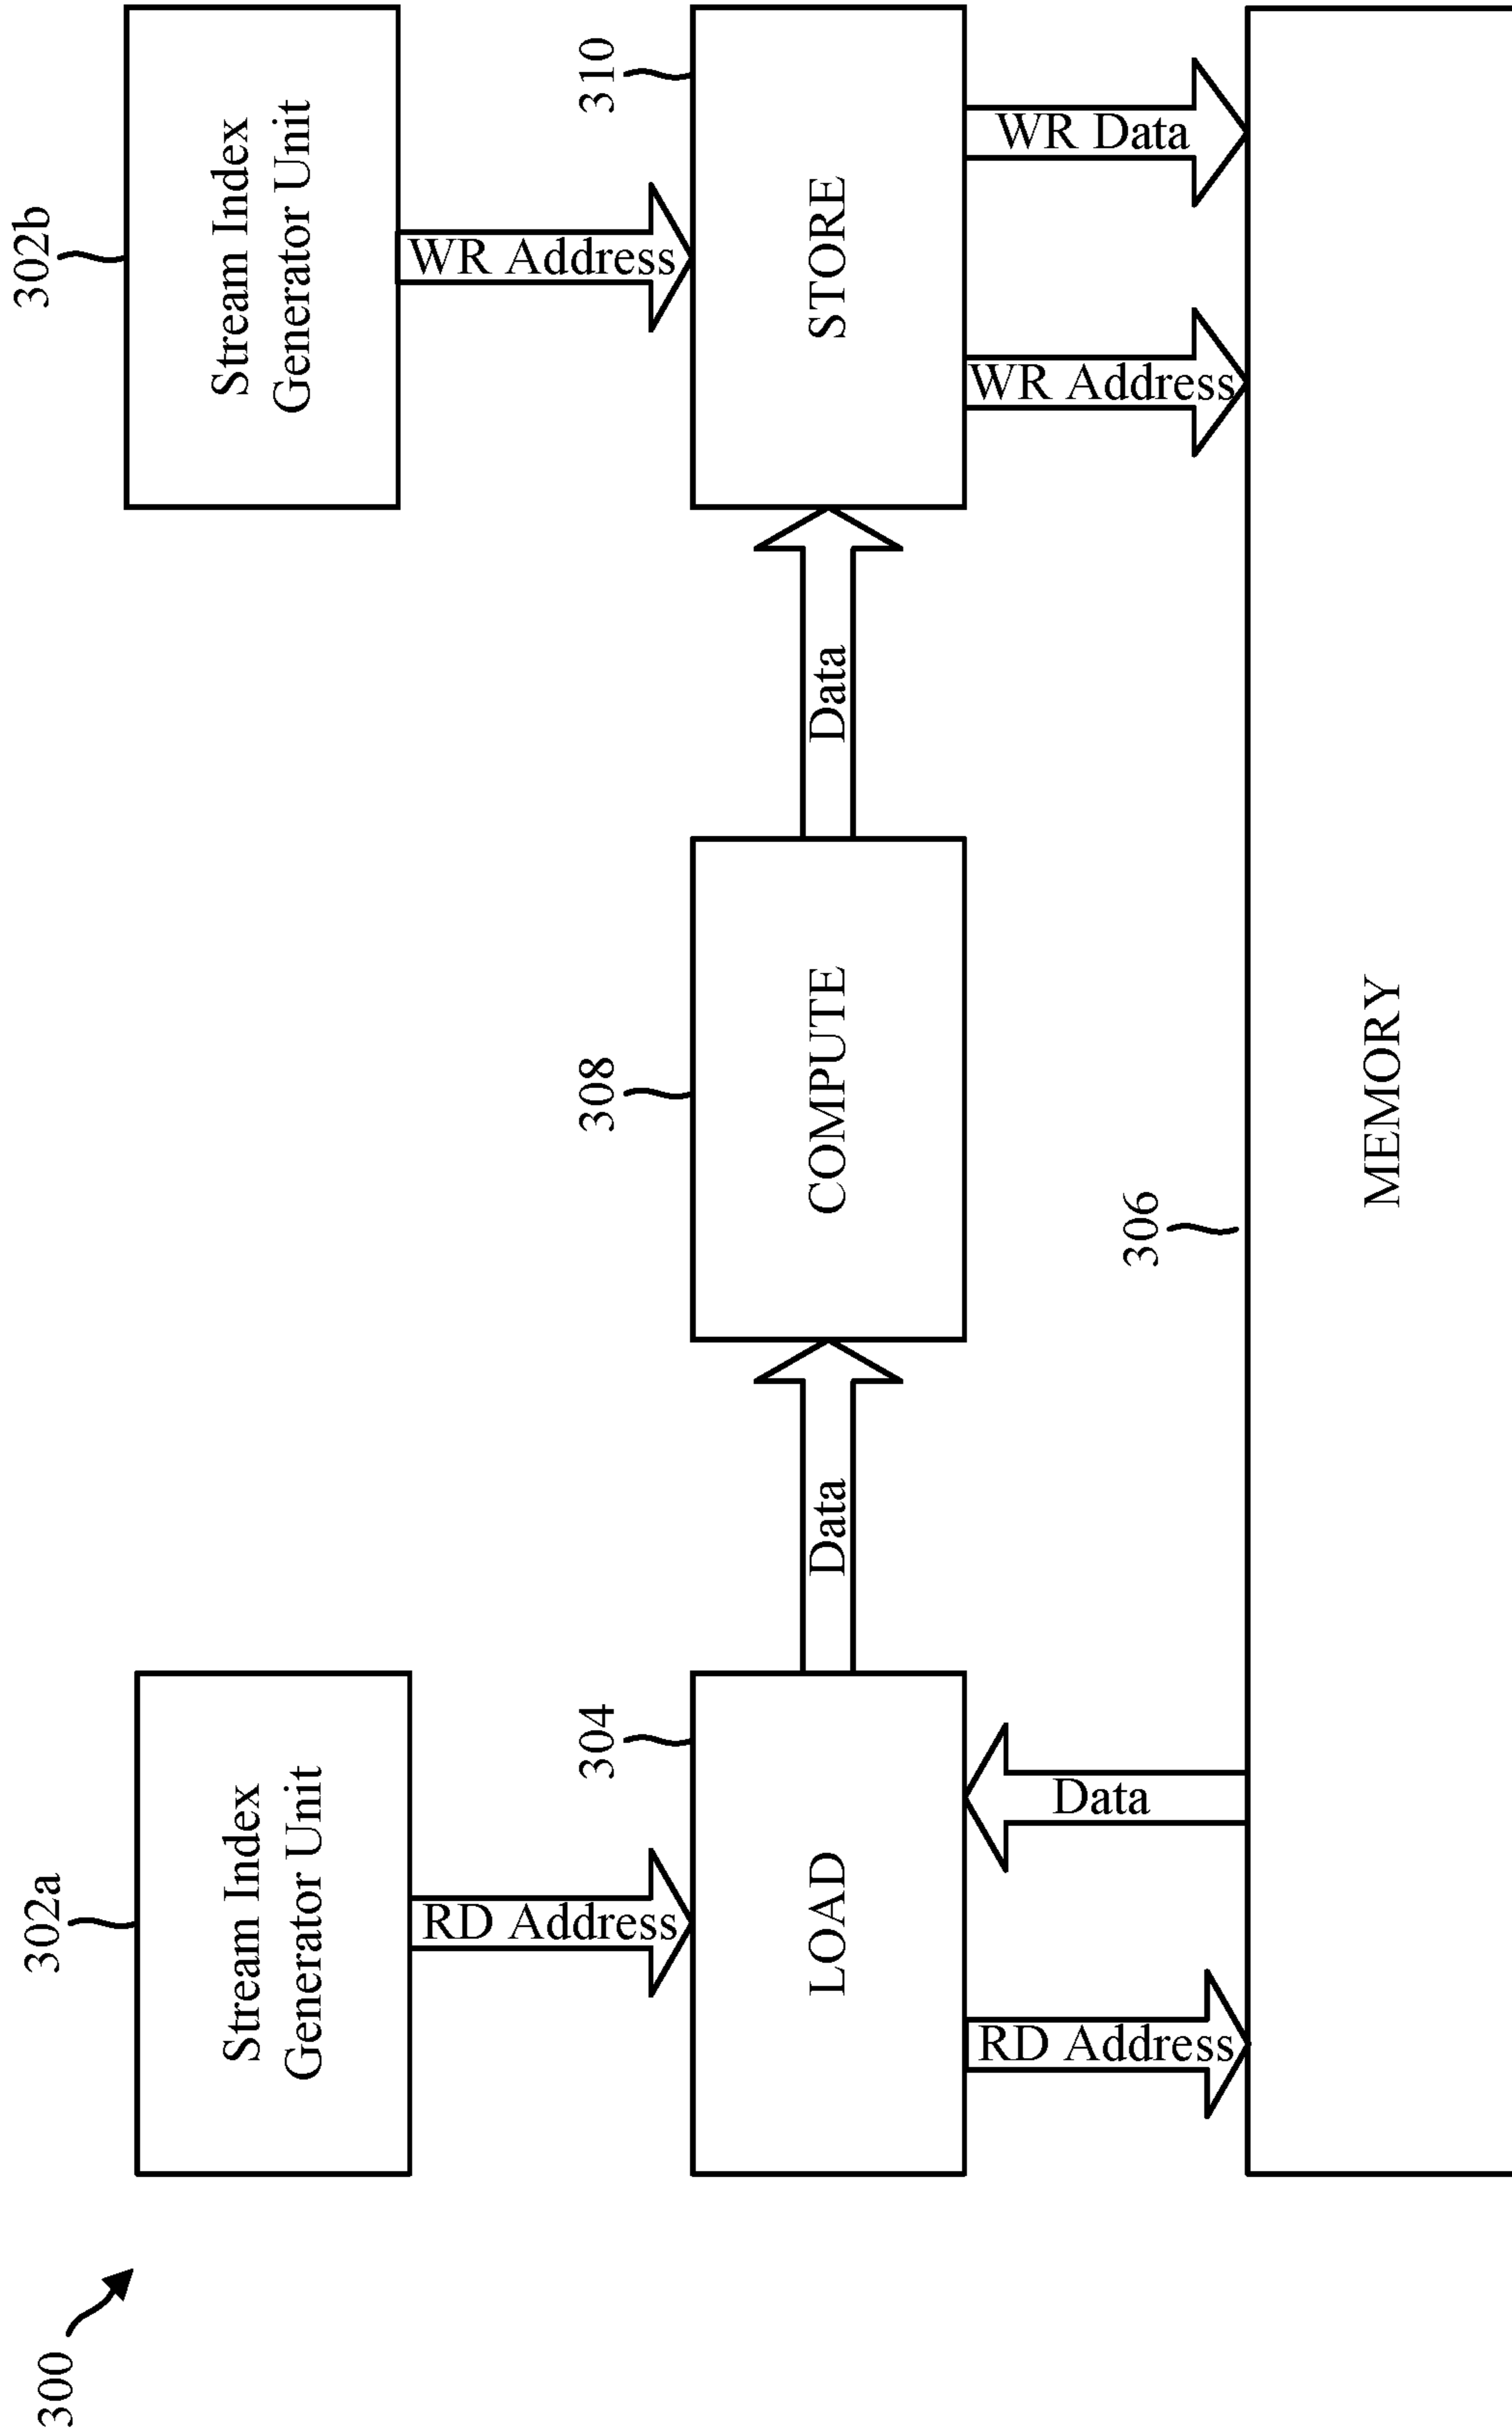 300
302a
Stream Index
Generator Unit
302b
Stream Index
Generator Unit
RD Address
WR Address
304
LOAD
Data
308
COMPUTE
Data
310
STORE
RD Address
Data
WR Address
WR Data
306
MEMORY